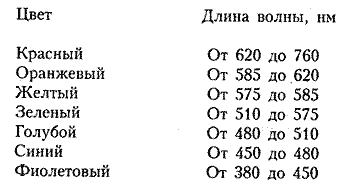 Цвет Длина волны, нм
Красный От 620 до 760
Оранжевый От 585 до 620
Желтый От 575 до 585
Зеленый От 510 до 575
Голубой От 480 до 510
Синий От 450 до 480
Фиолетовый От 380 до 450